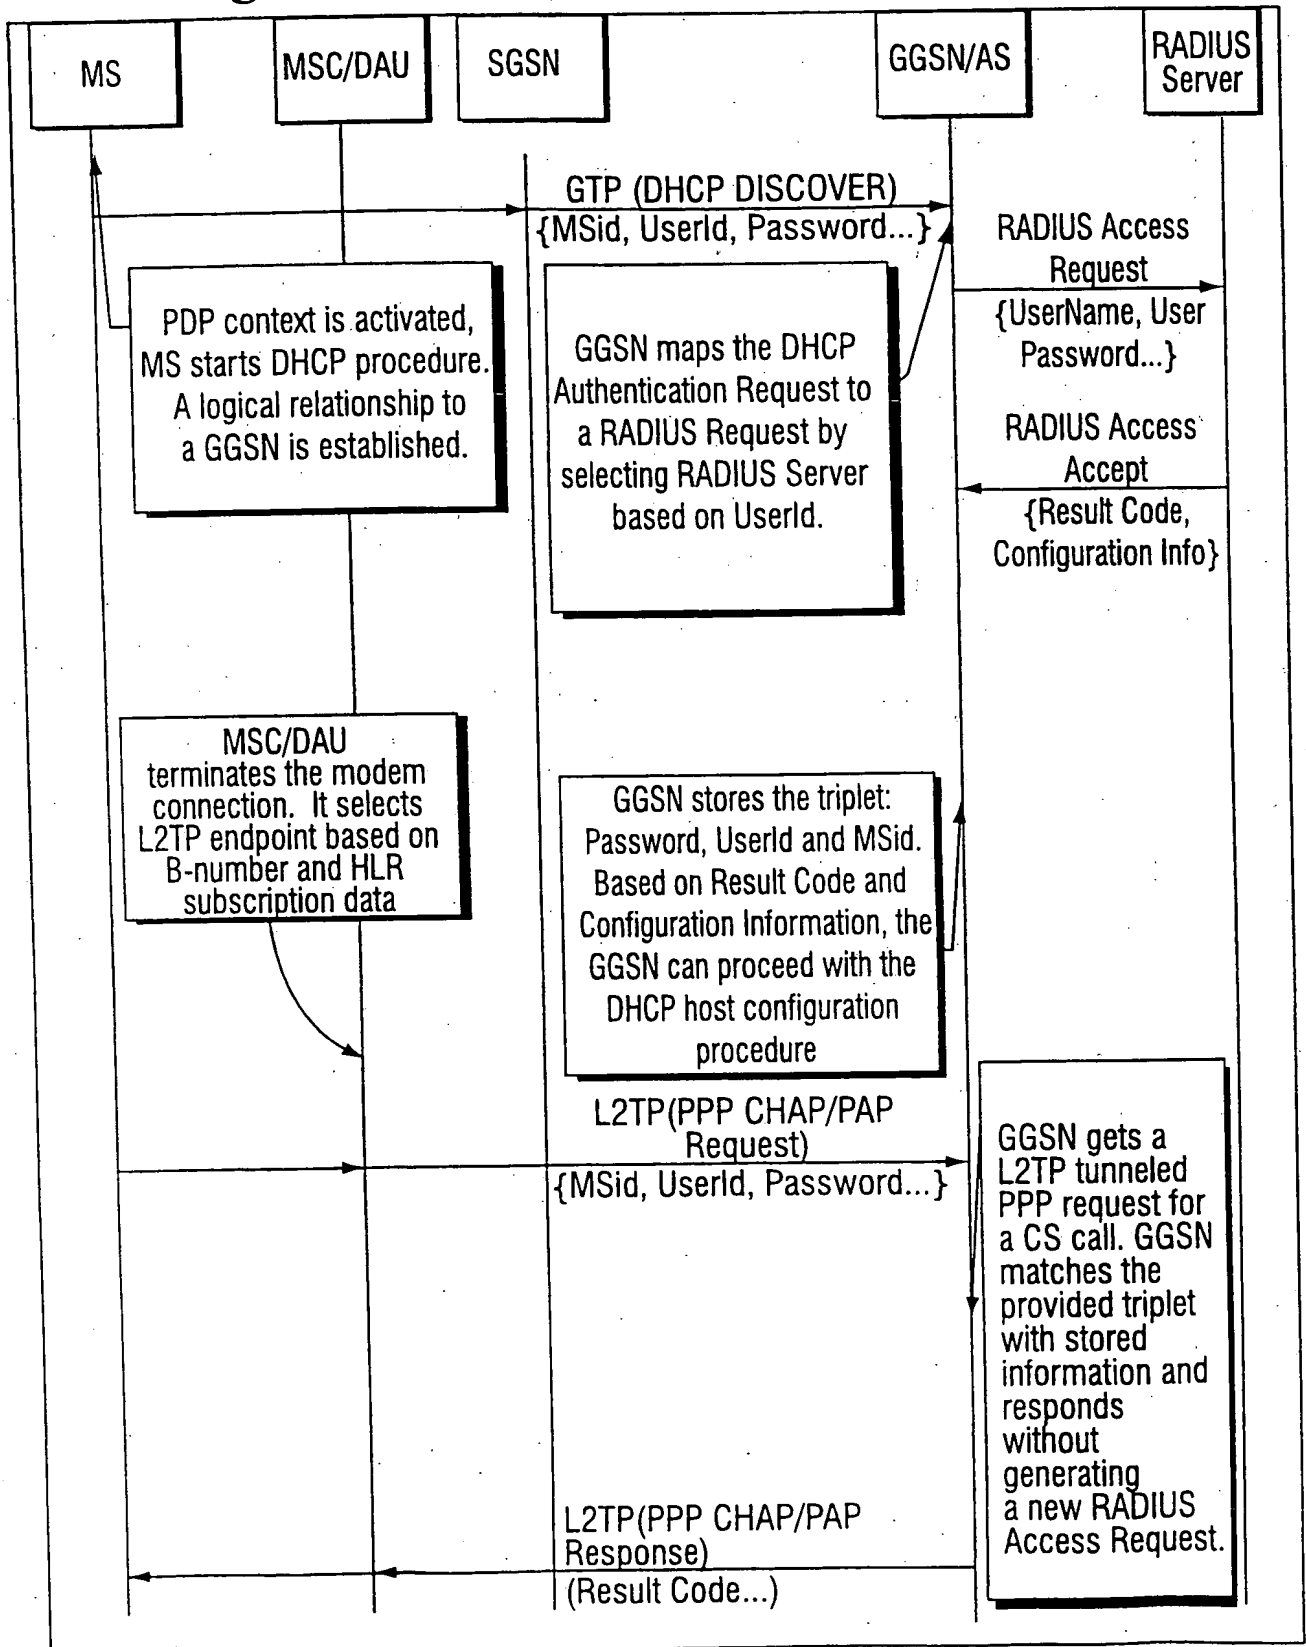 MS
MSC/DAU
SGSN
GGSN/AS
RADIUS
Server
GTP (DHCP DISCOVER)
{MSid, UserId, Password...}
RADIUS Access
Request
{UserName, User
Password...}
PDP context is activated,
MS starts DHCP procedure.
A logical relationship to
a GGSN is established.
GGSN maps the DHCP
Authentication Request to
a RADIUS Request by
selecting RADIUS Server
based on UserId.
RADIUS Access
Accept
{Result Code,
Configuration Info}
MSC/DAU
terminates the modem
connection. It selects
L2TP endpoint based on
B-number and HLR
subscription data
GGSN stores the triplet:
Password, UserId and MSid.
Based on Result Code and
Configuration Information, the
GGSN can proceed with the
DHCP host configuration
procedure
L2TP(PPP CHAP/PAP
Request)
{MSid, UserId, Password...}
GGSN gets a
L2TP tunneled
PPP request for
a CS call. GGSN
matches the
provided triplet
with stored
information and
responds
without
generating
a new RADIUS
Access Request.
L2TP(PPP CHAP/PAP
Response)
(Result Code...)